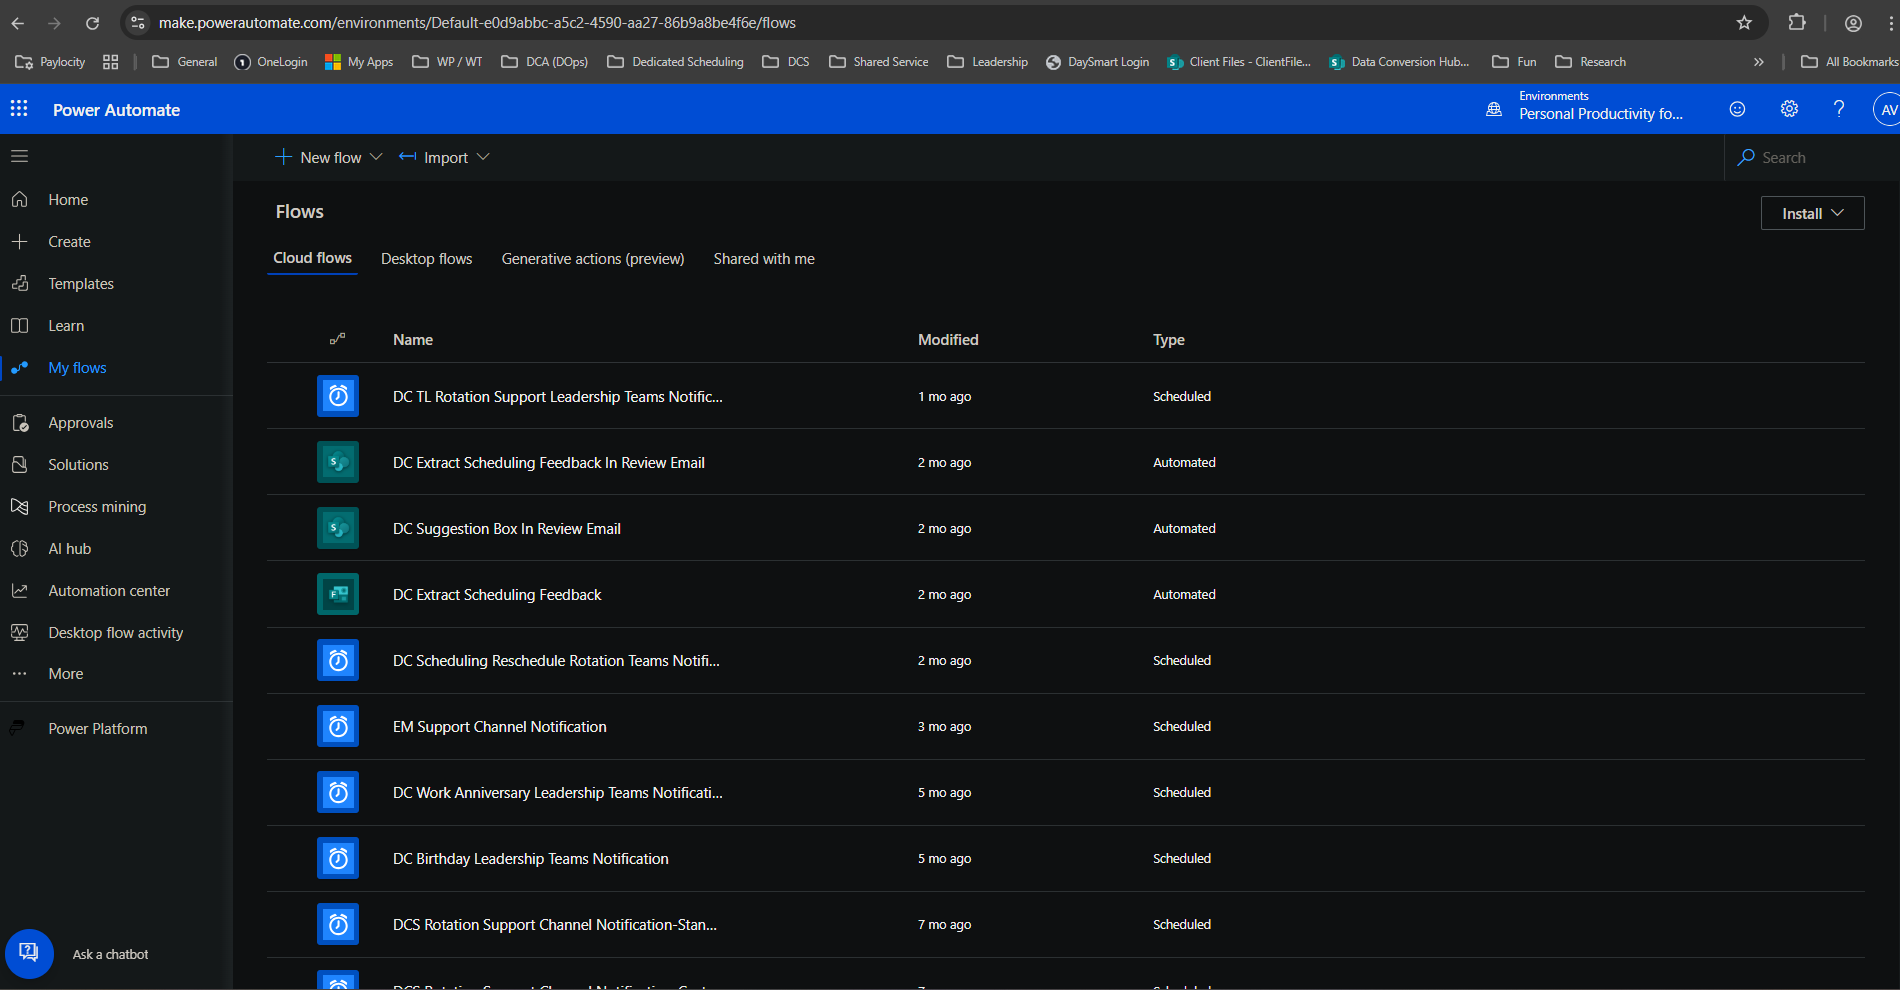 make.powerautomate.com/environments/Default-e0d9abbc-a5c2-4590-aa27-86b9a8be4f6e/flows
Paylocity General OneLogin My Apps WP / WT DCA (DOps) Dedicated Scheduling DCS Shared Service Leadership DaySmart Login Client Files - ClientFile... Data Conversion Hub... Fun Research » All Bookmarks
Power Automate
Environments
Personal Productivity fo...
AV
New flow Import Search
Home
Create
Templates
Learn
My flows
Approvals
Solutions
Process mining
AI hub
Automation center
Desktop flow activity
More
Power Platform
Ask a chatbot
Flows
Install
Cloud flows Desktop flows Generative actions (preview) Shared with me
Name Modified Type
DC TL Rotation Support Leadership Teams Notific... 1 mo ago Scheduled
DC Extract Scheduling Feedback In Review Email 2 mo ago Automated
DC Suggestion Box In Review Email 2 mo ago Automated
DC Extract Scheduling Feedback 2 mo ago Automated
DC Scheduling Reschedule Rotation Teams Notifi... 2 mo ago Scheduled
EM Support Channel Notification 3 mo ago Scheduled
DC Work Anniversary Leadership Teams Notificati... 5 mo ago Scheduled
DC Birthday Leadership Teams Notification 5 mo ago Scheduled
DCS Rotation Support Channel Notification-Stan... 7 mo ago Scheduled